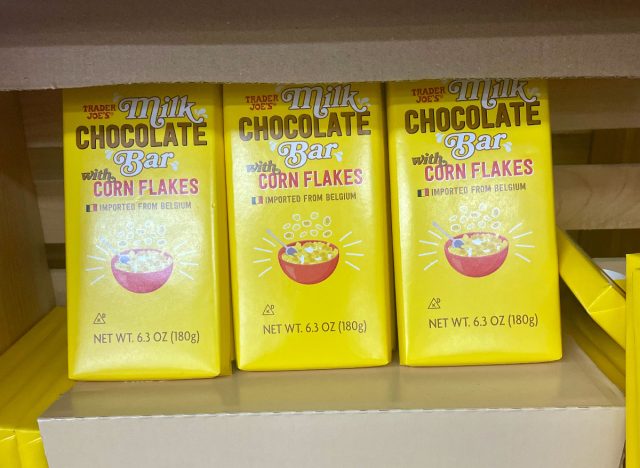 TRADER JOE'S Milk
CHOCOLATE
Bar
with
CORN FLAKES
IMPORTED FROM BELGIUM
NET WT. 6.3 OZ (180g)
TRADER JOE'S Milk
CHOCOLATE
Bar
with
CORN FLAKES
IMPORTED FROM BELGIUM
NET WT. 6.3 OZ (180g)
TRADER JOE'S Milk
CHOCOLATE
Bar
with
CORN FLAKES
IMPORTED FROM BELGIUM
NET WT. 6.3 OZ (180g)